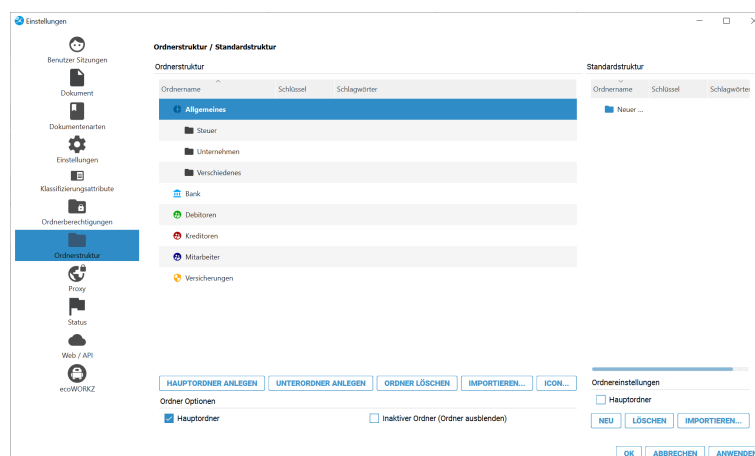 Einstellungen
Benutzer Sitzungen
Dokument
Dokumentenarten
Einstellungen
Klassifizierungsattribute
Ordnerberechtigungen
Ordnerstruktur
Proxy
Status
Web / API
ecoWORKZ
Ordnerstruktur / Standardstruktur
Ordnerstruktur
Ordnername Schlüssel Schlagwörter
Allgemeines
Steuer
Unternehmen
Verschiedenes
Bank
Debitoren
Kreditoren
Mitarbeiter
Versicherungen
HAUPTORDNER ANLEGEN UNTERORDNER ANLEGEN ORDNER LÖSCHEN IMPORTIEREN... ICON...
Ordner Optionen
Hauptordner Inaktiver Ordner (Ordner ausblenden)
Standardstruktur
Ordnername Schlüssel Schlagwörter
Neuer ...
Ordnereinstellungen
Hauptordner
NEU LÖSCHEN IMPORTIEREN...
OK ABBRECHEN ANWENDEN